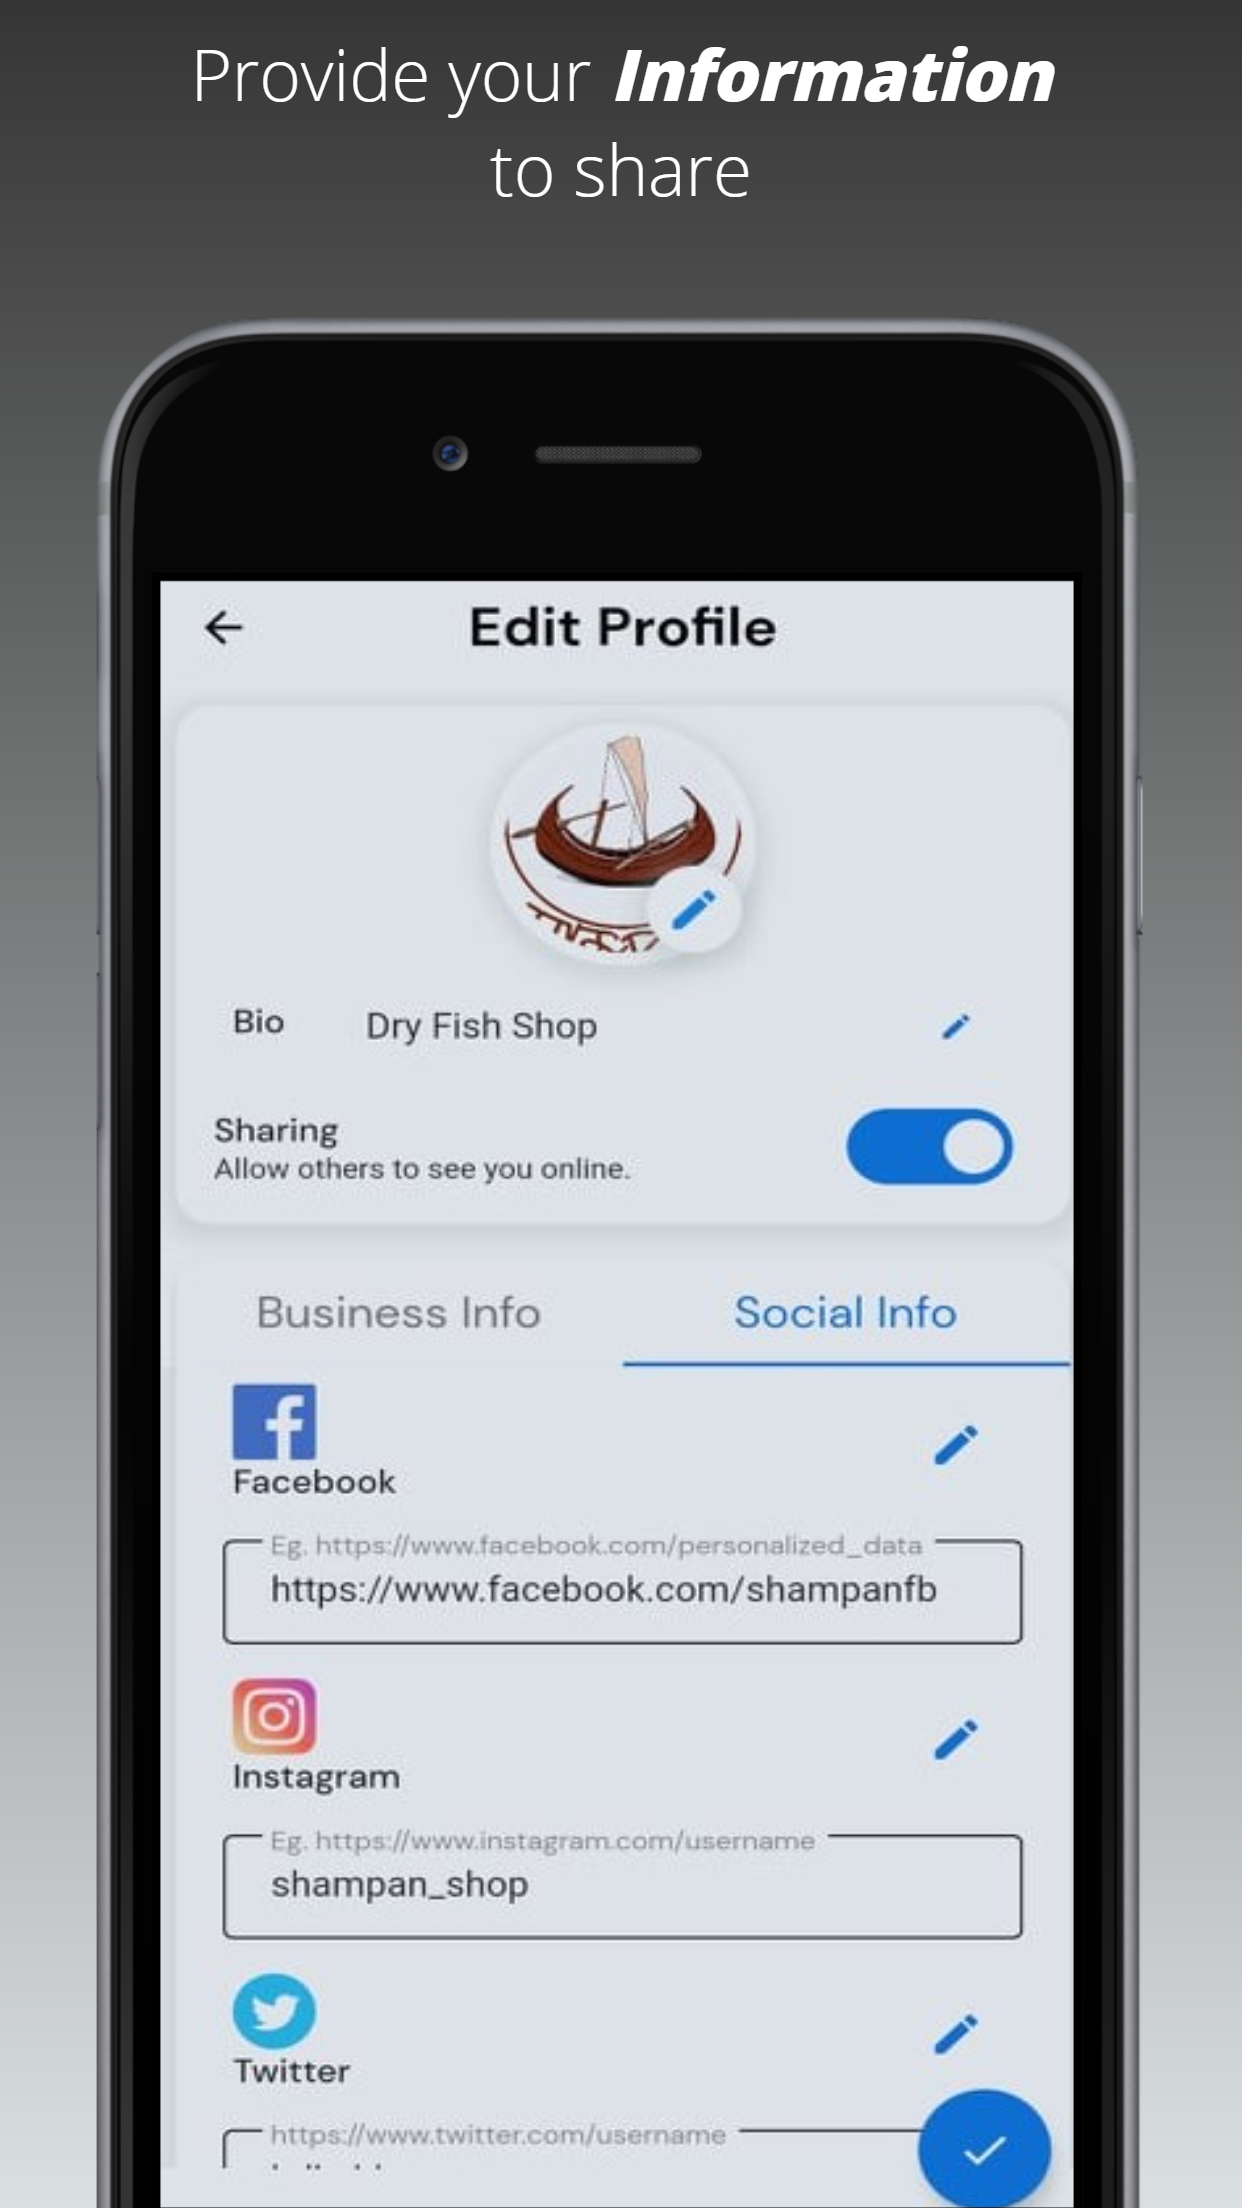 Provide your Information
to share
Edit Profile
Bio
Dry Fish Shop
Sharing
Allow others to see you online.
Business Info
Social Info
Facebook
Eg. https://www.facebook.com/personalized_data
https://www.facebook.com/shampanfb
Instagram
Eg. https://www.instagram.com/username
shampan_shop
Twitter
https://www.twitter.com/username